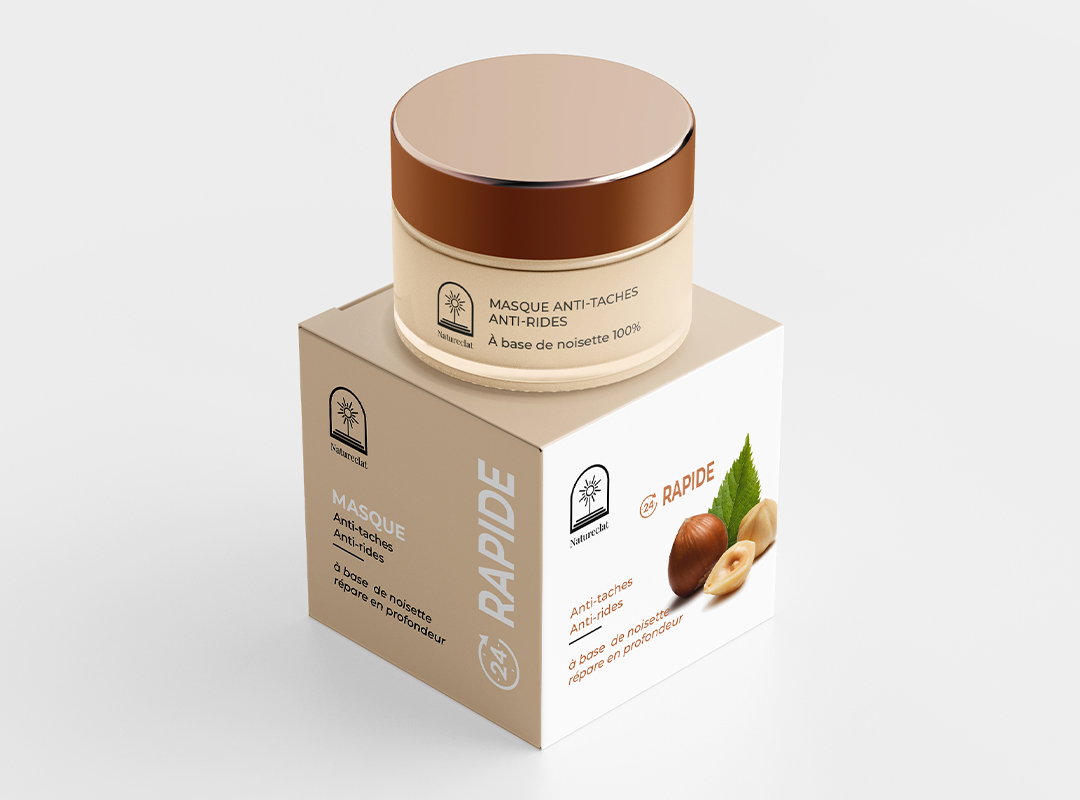 Natureclat
MASQUE ANTI-TACHES
ANTI-RIDES
À base de noisette 100%
Natureclat
MASQUE
Anti-taches
Anti-rides
à base de noisette
répare en profondeur
24
RAPIDE
Natureclat
24
RAPIDE
Anti-taches
Anti-rides
à base de noisette
répare en profondeur